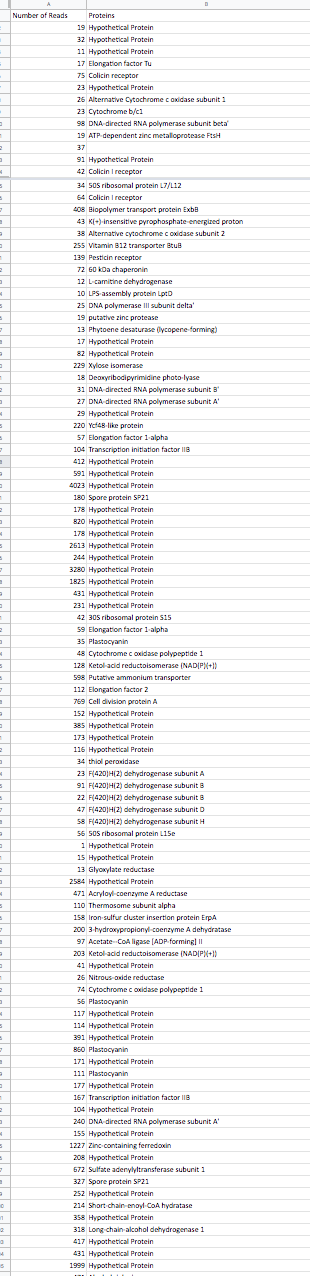 A B
Number of Reads Proteins
19 Hypothetical Protein
32 Hypothetical Protein
11 Hypothetical Protein
17 Elongation factor Tu
75 Colicin receptor
23 Hypothetical Protein
26 Alternative Cytochrome c oxidase subunit 1
23 Cytochrome b/c1
98 DNA-directed RNA polymerase subunit beta'
19 ATP-dependent zinc metalloprotease FtsH
37
91 Hypothetical Protein
42 Colicin I receptor
34 50S ribosomal protein L7/L12
64 Colicin I receptor
408 Biopolymer transport protein ExbB
43 K(+)-insensitive pyrophosphate-energized proton
38 Alternative cytochrome c oxidase subunit 2
255 Vitamin B12 transporter BtuB
139 Pesticin receptor
72 60 kDa chaperonin
12 L-carnitine dehydrogenase
10 LPS-assembly protein LptD
25 DNA polymerase III subunit delta'
19 putative zinc protease
13 Phytoene desaturase (lycopene-forming)
17 Hypothetical Protein
82 Hypothetical Protein
229 Xylose isomerase
18 Deoxyribodipyrimidine photo-lyase
31 DNA-directed RNA polymerase subunit B'
27 DNA-directed RNA polymerase subunit A'
29 Hypothetical Protein
220 Ycf48-like protein
57 Elongation factor 1-alpha
104 Transcription initiation factor IIB
412 Hypothetical Protein
591 Hypothetical Protein
4023 Hypothetical Protein
180 Spore protein SP21
178 Hypothetical Protein
820 Hypothetical Protein
178 Hypothetical Protein
2613 Hypothetical Protein
244 Hypothetical Protein
3280 Hypothetical Protein
1825 Hypothetical Protein
431 Hypothetical Protein
231 Hypothetical Protein
42 30S ribosomal protein S15
59 Elongation factor 1-alpha
35 Plastocyanin
48 Cytochrome c oxidase polypeptide 1
128 Ketol-acid reductoisomerase (NAD(P)(+))
598 Putative ammonium transporter
112 Elongation factor 2
769 Cell division protein A
152 Hypothetical Protein
385 Hypothetical Protein
173 Hypothetical Protein
116 Hypothetical Protein
34 thiol peroxidase
23 F(420)H(2) dehydrogenase subunit A
91 F(420)H(2) dehydrogenase subunit B
22 F(420)H(2) dehydrogenase subunit B
47 F(420)H(2) dehydrogenase subunit D
58 F(420)H(2) dehydrogenase subunit H
56 50S ribosomal protein L15e
1 Hypothetical Protein
15 Hypothetical Protein
13 Glyoxylate reductase
2584 Hypothetical Protein
471 Acryloyl-coenzyme A reductase
110 Thermosome subunit alpha
158 Iron-sulfur cluster insertion protein ErpA
200 3-hydroxypropionyl-coenzyme A dehydratase
97 Acetate--CoA ligase [ADP-forming] II
203 Ketol-acid reductoisomerase (NAD(P)(+))
41 Hypothetical Protein
26 Nitrous-oxide reductase
74 Cytochrome c oxidase polypeptide 1
56 Plastocyanin
117 Hypothetical Protein
114 Hypothetical Protein
391 Hypothetical Protein
860 Plastocyanin
171 Hypothetical Protein
111 Plastocyanin
177 Hypothetical Protein
167 Transcription initiation factor IIB
104 Hypothetical Protein
240 DNA-directed RNA polymerase subunit A'
155 Hypothetical Protein
1227 Zinc-containing ferredoxin
208 Hypothetical Protein
672 Sulfate adenylyltransferase subunit 1
327 Spore protein SP21
252 Hypothetical Protein
214 Short-chain-enoyl-CoA hydratase
358 Hypothetical Protein
318 Long-chain-alcohol dehydrogenase 1
417 Hypothetical Protein
431 Hypothetical Protein
1999 Hypothetical Protein